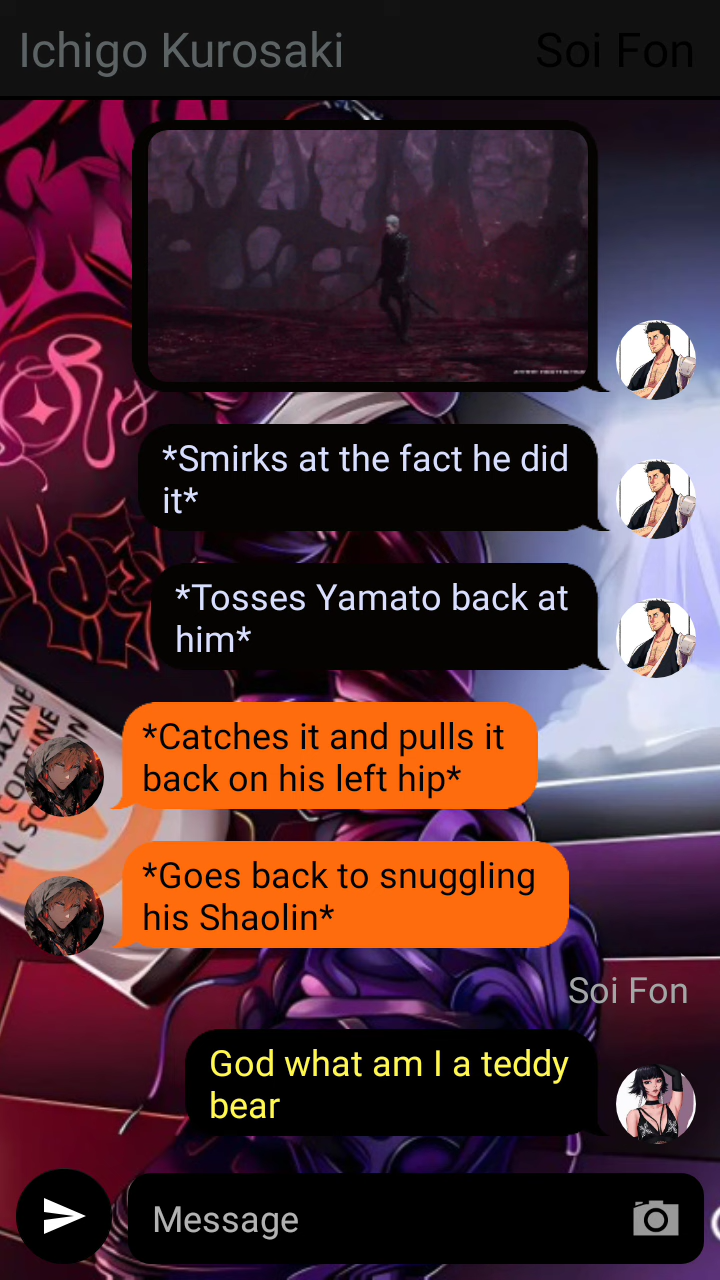 Ichigo Kurosaki
Soi Fon
*Smirks at the fact he did
it*
*Tosses Yamato back at
him*
*Catches it and pulls it
back on his left hip*
*Goes back to snuggling
his Shaolin*
Soi Fon
God what am I a teddy
bear
Message